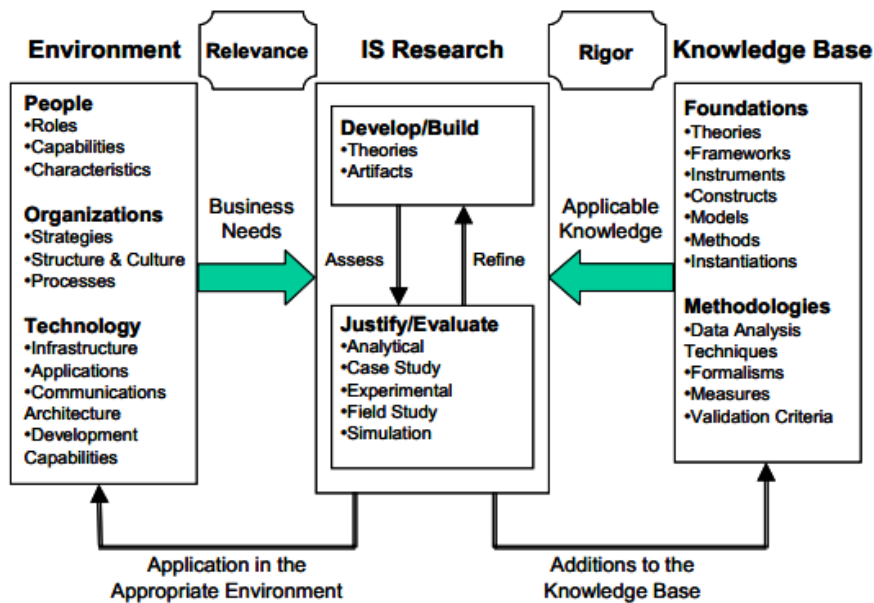 Environment
Relevance
IS Research
Rigor
Knowledge Base
People
•Roles
•Capabilities
•Characteristics
Organizations
•Strategies
•Structure & Culture
•Processes
Technology
•Infrastructure
•Applications
•Communications
Architecture
•Development
Capabilities
Business
Needs
Develop/Build
•Theories
•Artifacts
Assess
Refine
Justify/Evaluate
•Analytical
•Case Study
•Experimental
•Field Study
•Simulation
Applicable
Knowledge
Foundations
•Theories
•Frameworks
•Instruments
•Constructs
•Models
•Methods
•Instantiations
Methodologies
•Data Analysis
Techniques
•Formalisms
•Measures
•Validation Criteria
Application in the
Appropriate Environment
Additions to the
Knowledge Base